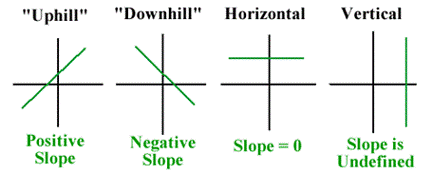 "Uphill" "Downhill" Horizontal Vertical
Positive Slope
Negative Slope
Slope = 0
Slope is Undefined